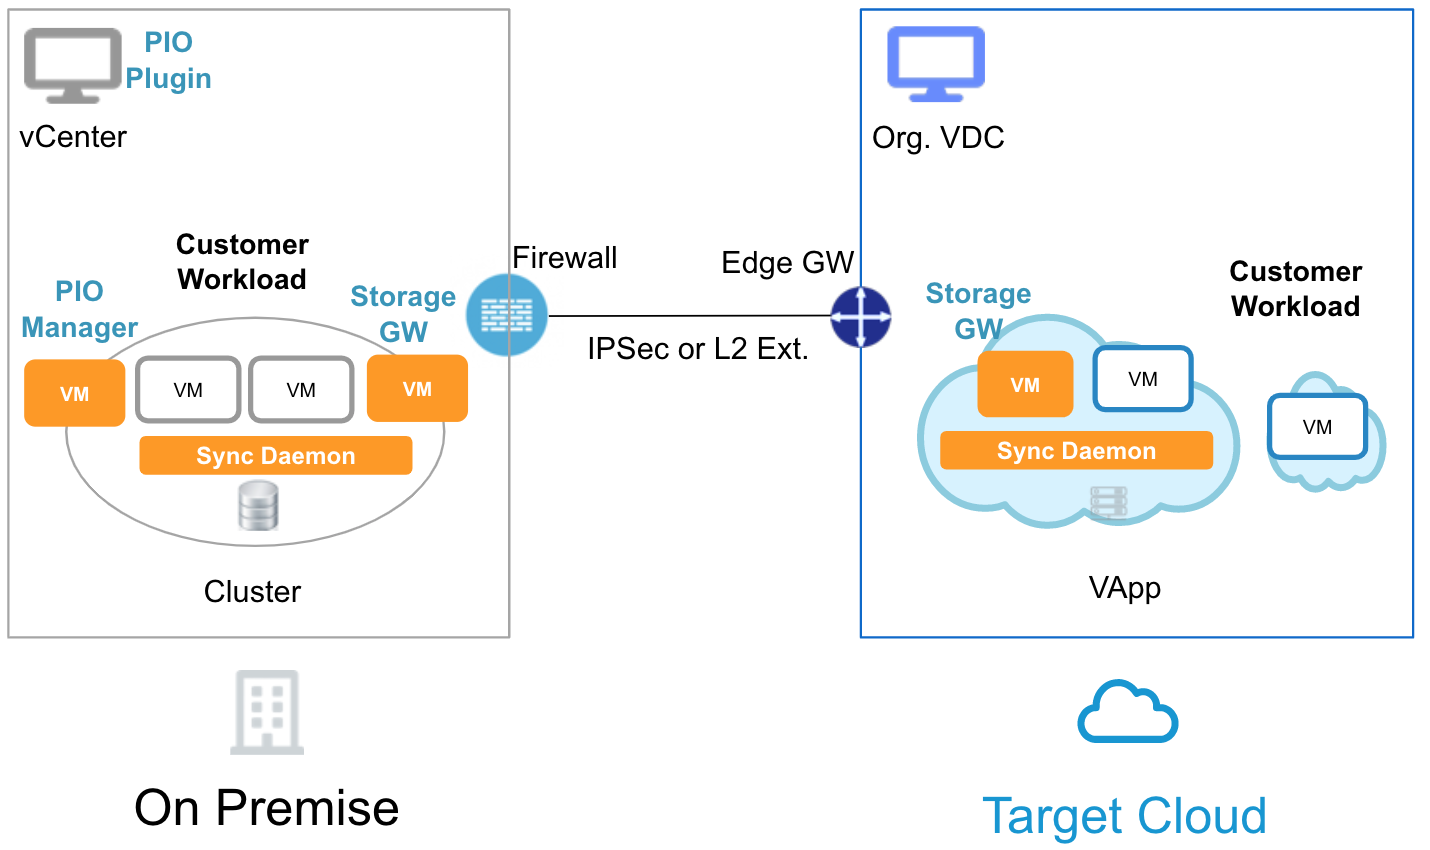 PIO
Plugin
vCenter
Customer
Workload
PIO
Manager
Storage
GW
VM
VM
VM
VM
Sync Daemon
Cluster
On Premise
Firewall
Edge GW
IPSec or L2 Ext.
Org. VDC
Storage
GW
Customer
Workload
VM
VM
VM
Sync Daemon
VApp
Target Cloud